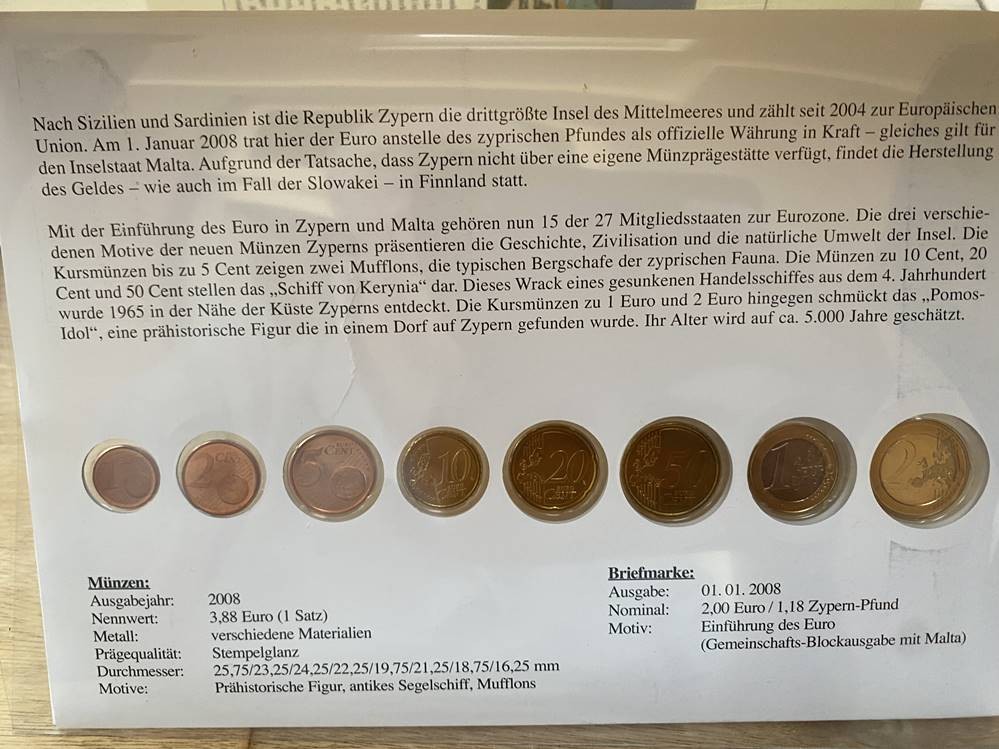 Nach Sizilien und Sardinien ist die Republik Zypern die drittgrößte Insel des Mittelmeeres und zählt seit 2004 zur Europäischen
Union. Am 1. Januar 2008 trat hier der Euro anstelle des zyprischen Pfundes als offizielle Währung in Kraft – gleiches gilt für
den Inselstaat Malta. Aufgrund der Tatsache, dass Zypern nicht über eine eigene Münzprägestätte verfügt, findet die Herstellung
des Geldes – wie auch im Fall der Slowakei – in Finnland statt.
Mit der Einführung des Euro in Zypern und Malta gehören nun 15 der 27 Mitgliedsstaaten zur Eurozone. Die drei verschie-
denen Motive der neuen Münzen Zyperns präsentieren die Geschichte, Zivilisation und die natürliche Umwelt der Insel. Die
Kursmünzen bis zu 5 Cent zeigen zwei Mufflons, die typischen Bergschafe der zyprischen Fauna. Die Münzen zu 10 Cent, 20
Cent und 50 Cent stellen das „Schiff von Kerynia“ dar. Dieses Wrack eines gesunkenen Handelsschiffes aus dem 4. Jahrhundert
wurde 1965 in der Nähe der Küste Zyperns entdeckt. Die Kursmünzen zu 1 Euro und 2 Euro hingegen schmückt das „Pomos-
Idol“, eine prähistorische Figur die in einem Dorf auf Zypern gefunden wurde. Ihr Alter wird auf ca. 5.000 Jahre geschätzt.
1
2 CENT
5 EURO CENT
10 EURO CENT
20 EURO CENT
50 EURO CENT
1
2
Münzen:
Ausgabejahr: 2008
Nennwert: 3,88 Euro (1 Satz)
Metall: verschiedene Materialien
Prägequalität: Stempelglanz
Durchmesser: 25,75/23,25/24,25/22,25/19,75/21,25/18,75/16,25 mm
Motive: Prähistorische Figur, antikes Segelschiff, Mufflons
Briefmarke:
Ausgabe: 01. 01. 2008
Nominal: 2,00 Euro / 1,18 Zypern-Pfund
Motiv: Einführung des Euro
(Gemeinschafts-Blockausgabe mit Malta)